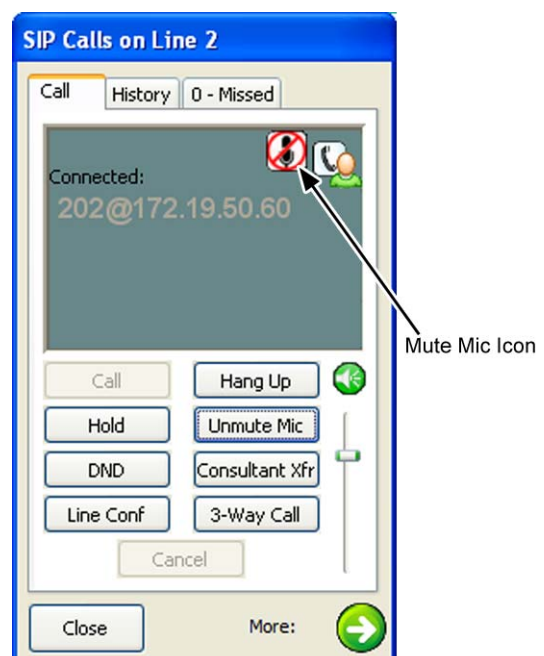 SIP Calls on Line 2
Call History 0 - Missed
Connected:
202@172.19.50.60
Mute Mic Icon
Call Hang Up
Hold Unmute Mic
DND Consultant Xfr
Line Conf 3-Way Call
Cancel
Close More: